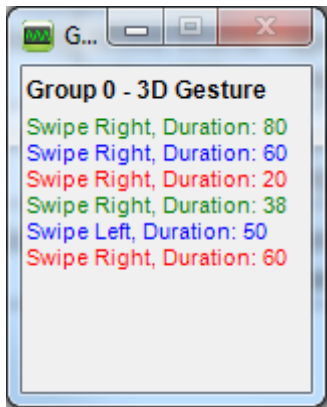 G...
Group 0 - 3D Gesture
Swipe Right, Duration: 80
Swipe Right, Duration: 60
Swipe Right, Duration: 20
Swipe Right, Duration: 38
Swipe Left, Duration: 50
Swipe Right, Duration: 60